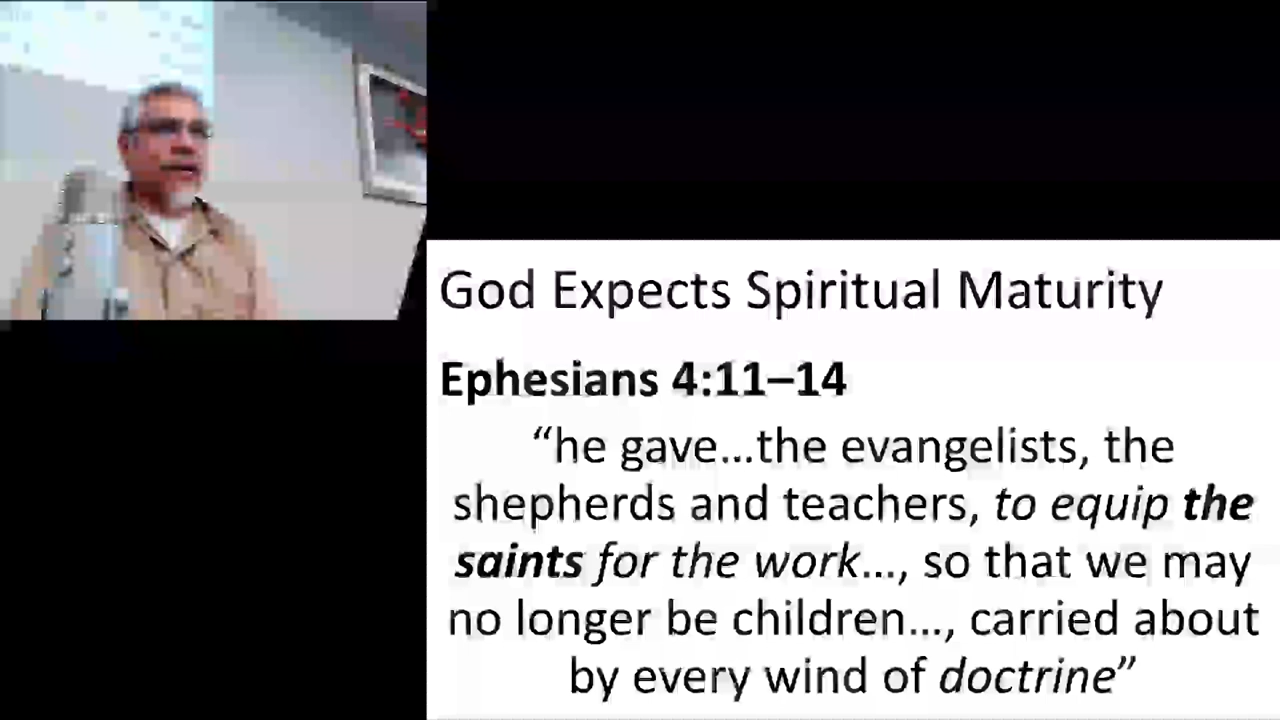 God Expects Spiritual Maturity
Ephesians 4:11–14
“he gave…the evangelists, the
shepherds and teachers, to equip the
saints for the work…, so that we may
no longer be children…, carried about
by every wind of doctrine”